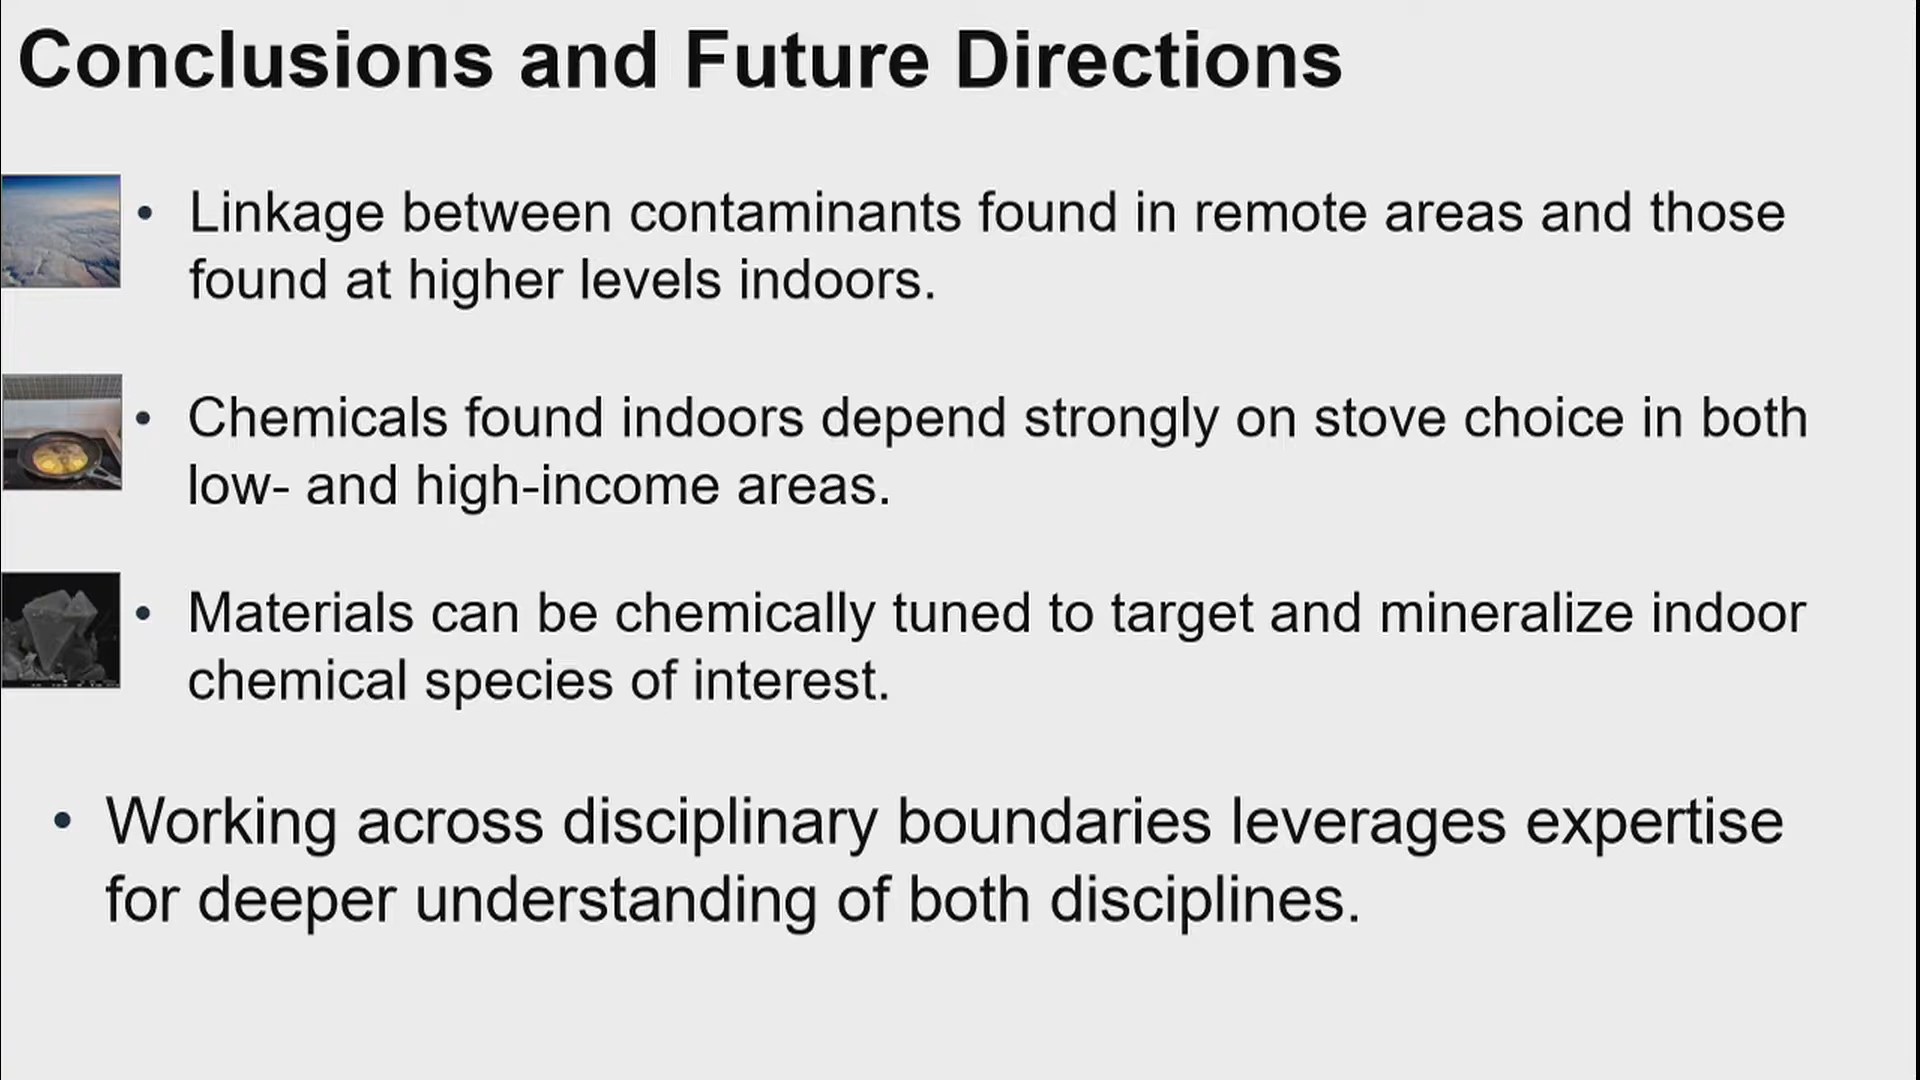 Conclusions and Future Directions
• Linkage between contaminants found in remote areas and those
found at higher levels indoors.
• Chemicals found indoors depend strongly on stove choice in both
low- and high-income areas.
• Materials can be chemically tuned to target and mineralize indoor
chemical species of interest.
• Working across disciplinary boundaries leverages expertise
for deeper understanding of both disciplines.